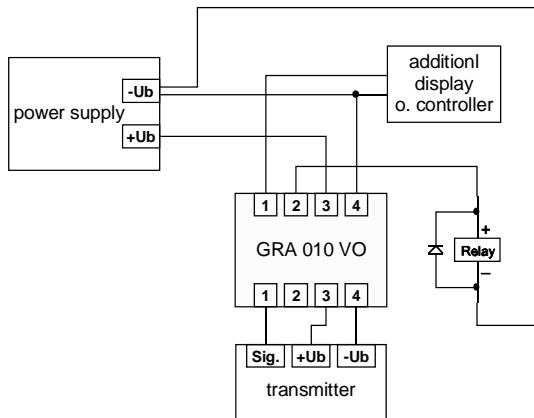 additionl
display
o. controller
-Ub
power supply
+Ub
1 2 3 4
GRA 010 VO
+
Relay
–
1 2 3 4
Sig. +Ub -Ub
transmitter